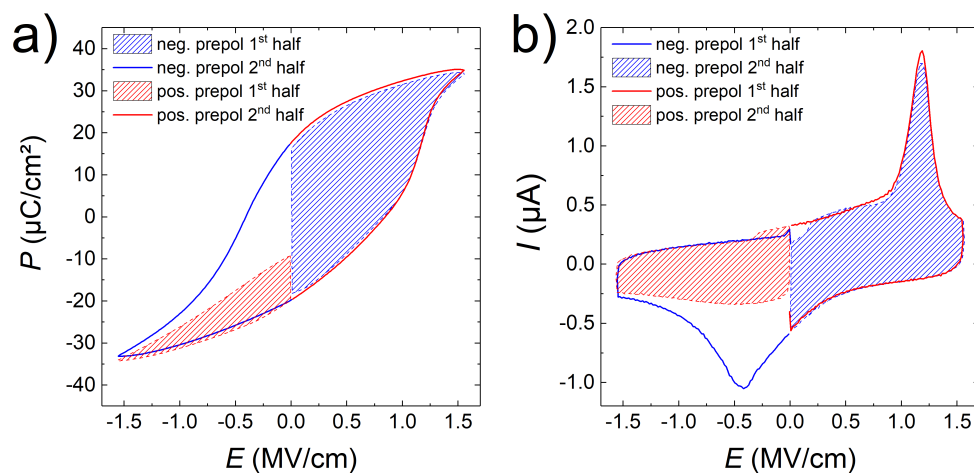 a)
neg. prepol 1st half
neg. prepol 2nd half
pos. prepol 1st half
pos. prepol 2nd half
P (µC/cm²)
40
30
20
10
0
-10
-20
-30
-40
-1.5 -1.0 -0.5 0.0 0.5 1.0 1.5
E (MV/cm)
b)
neg. prepol 1st half
neg. prepol 2nd half
pos. prepol 1st half
pos. prepol 2nd half
I (µA)
2.0
1.5
1.0
0.5
0.0
-0.5
-1.0
-1.5 -1.0 -0.5 0.0 0.5 1.0 1.5
E (MV/cm)